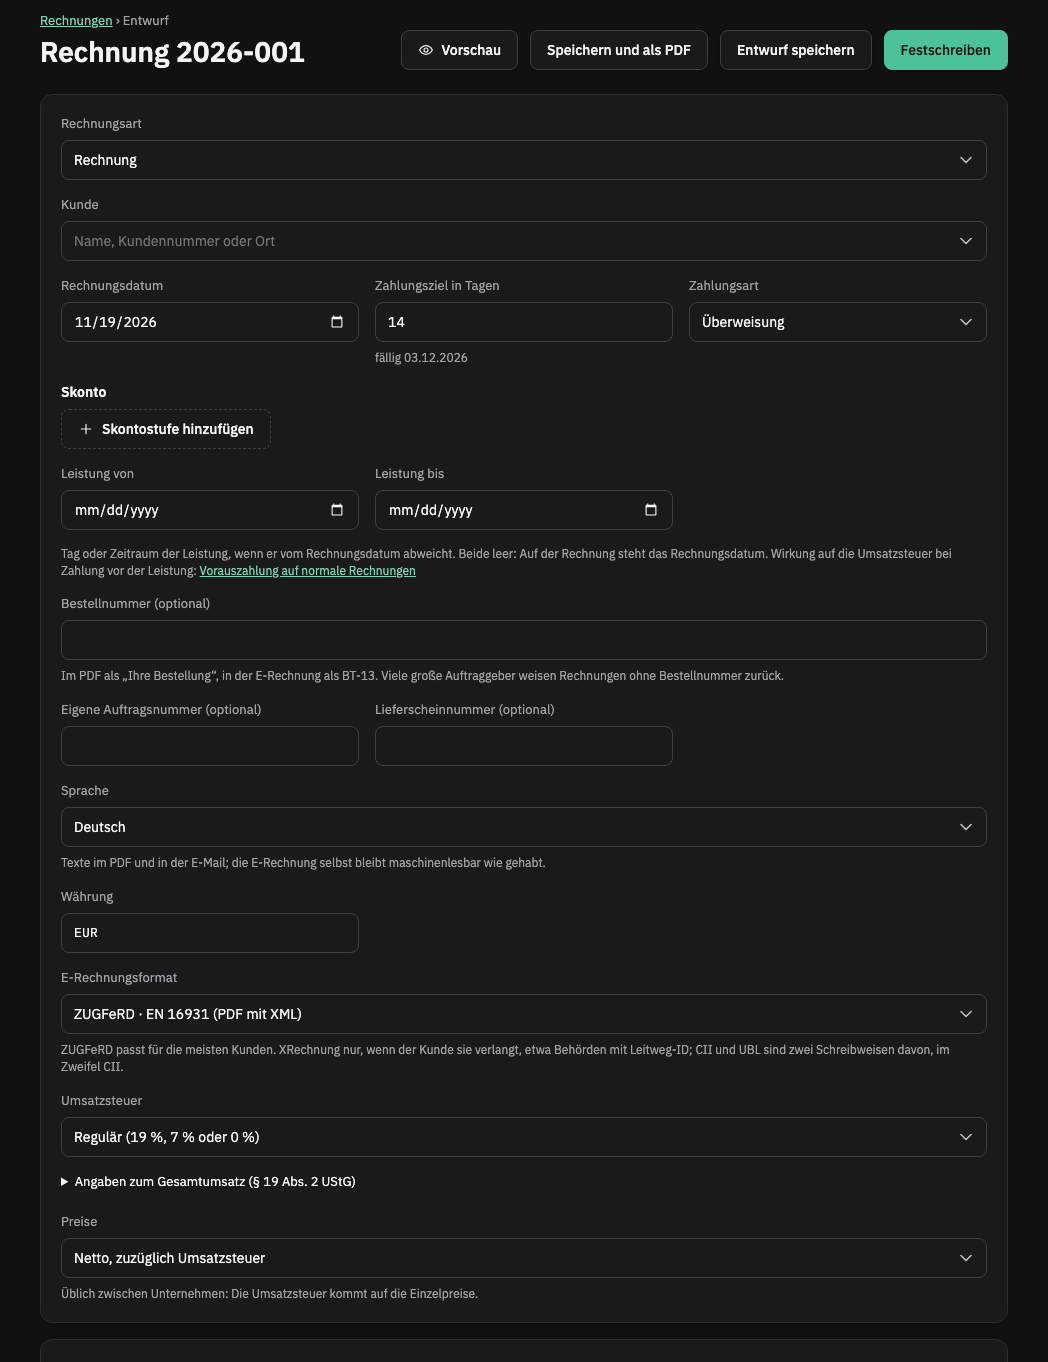 Rechnungen › Entwurf
Rechnung 2026-001
Vorschau
Speichern und als PDF
Entwurf speichern
Festschreiben
Rechnungsart
Rechnung
Kunde
Name, Kundennummer oder Ort
Rechnungsdatum
Zahlungsziel in Tagen
Zahlungsart
11/19/2026
14
Überweisung
fällig 03.12.2026
Skonto
Skontostufe hinzufügen
Leistung von
Leistung bis
mm/dd/yyyy
mm/dd/yyyy
Tag oder Zeitraum der Leistung, wenn er vom Rechnungsdatum abweicht. Beide leer: Auf der Rechnung steht das Rechnungsdatum. Wirkung auf die Umsatzsteuer bei
Zahlung vor der Leistung: Vorauszahlung auf normale Rechnungen
Bestellnummer (optional)
Im PDF als „Ihre Bestellung“, in der E-Rechnung als BT-13. Viele große Auftraggeber weisen Rechnungen ohne Bestellnummer zurück.
Eigene Auftragsnummer (optional)
Lieferscheinnummer (optional)
Sprache
Deutsch
Texte im PDF und in der E-Mail; die E-Rechnung selbst bleibt maschinenlesbar wie gehabt.
Währung
EUR
E-Rechnungsformat
ZUGFeRD · EN 16931 (PDF mit XML)
ZUGFeRD passt für die meisten Kunden. XRechnung nur, wenn der Kunde sie verlangt, etwa Behörden mit Leitweg-ID; CII und UBL sind zwei Schreibweisen davon, im
Zweifel CII.
Umsatzsteuer
Regulär (19 %, 7 % oder 0 %)
Angaben zum Gesamtumsatz (§ 19 Abs. 2 UStG)
Preise
Netto, zuzüglich Umsatzsteuer
Üblich zwischen Unternehmen: Die Umsatzsteuer kommt auf die Einzelpreise.